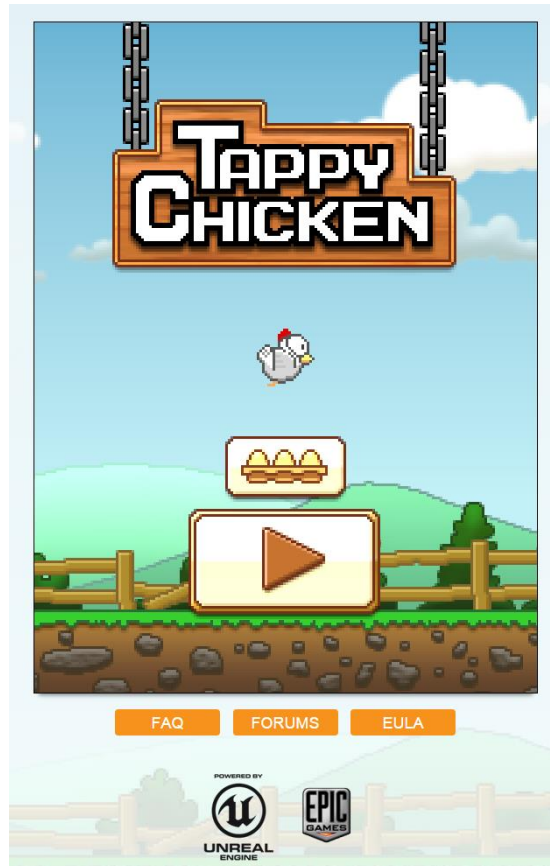 TAPPY
CHICKEN
FAQ FORUMS EULA
POWERED BY
UNREAL
ENGINE
EPIC
GAMES